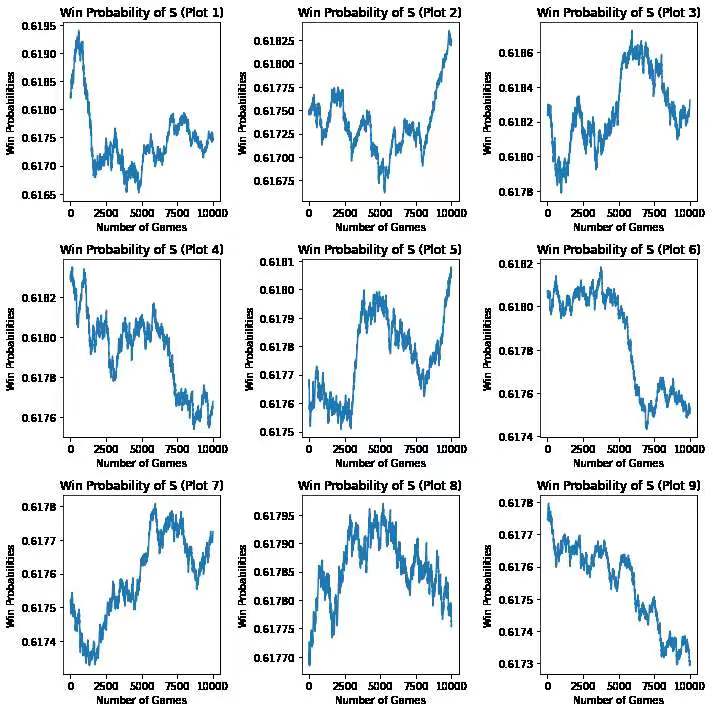 Win Probability of S (Plot 1)
Win Probabilities
0.6195
0.6190
0.6185
0.6180
0.6175
0.6170
0.6165
0 2500 5000 7500 10000
Number of Games
Win Probability of S (Plot 2)
Win Probabilities
0.61825
0.61800
0.61775
0.61750
0.61725
0.61700
0.61675
0 2500 5000 7500 10000
Number of Games
Win Probability of S (Plot 3)
Win Probabilities
0.6186
0.6184
0.6182
0.6180
0.6178
0 2500 5000 7500 10000
Number of Games
Win Probability of S (Plot 4)
Win Probabilities
0.6182
0.6180
0.6178
0.6176
0 2500 5000 7500 10000
Number of Games
Win Probability of S (Plot 5)
Win Probabilities
0.6181
0.6180
0.6179
0.6178
0.6177
0.6176
0.6175
0 2500 5000 7500 10000
Number of Games
Win Probability of S (Plot 6)
Win Probabilities
0.6182
0.6180
0.6178
0.6176
0.6174
0 2500 5000 7500 10000
Number of Games
Win Probability of S (Plot 7)
Win Probabilities
0.6178
0.6177
0.6176
0.6175
0.6174
0 2500 5000 7500 10000
Number of Games
Win Probability of S (Plot 8)
Win Probabilities
0.61795
0.61790
0.61785
0.61780
0.61775
0.61770
0 2500 5000 7500 10000
Number of Games
Win Probability of S (Plot 9)
Win Probabilities
0.6178
0.6177
0.6176
0.6175
0.6174
0.6173
0 2500 5000 7500 10000
Number of Games